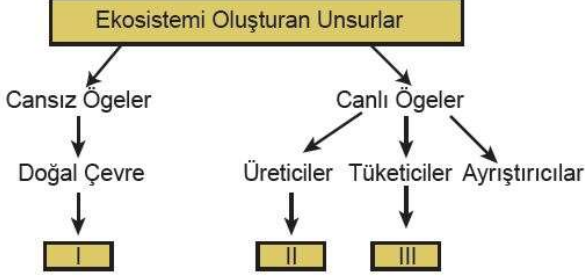 Ekosistemi Oluşturan Unsurlar
Cansız Ögeler
Canlı Ögeler
Doğal Çevre
Üreticiler
Tüketiciler
Ayrıştırıcılar
I
II
III